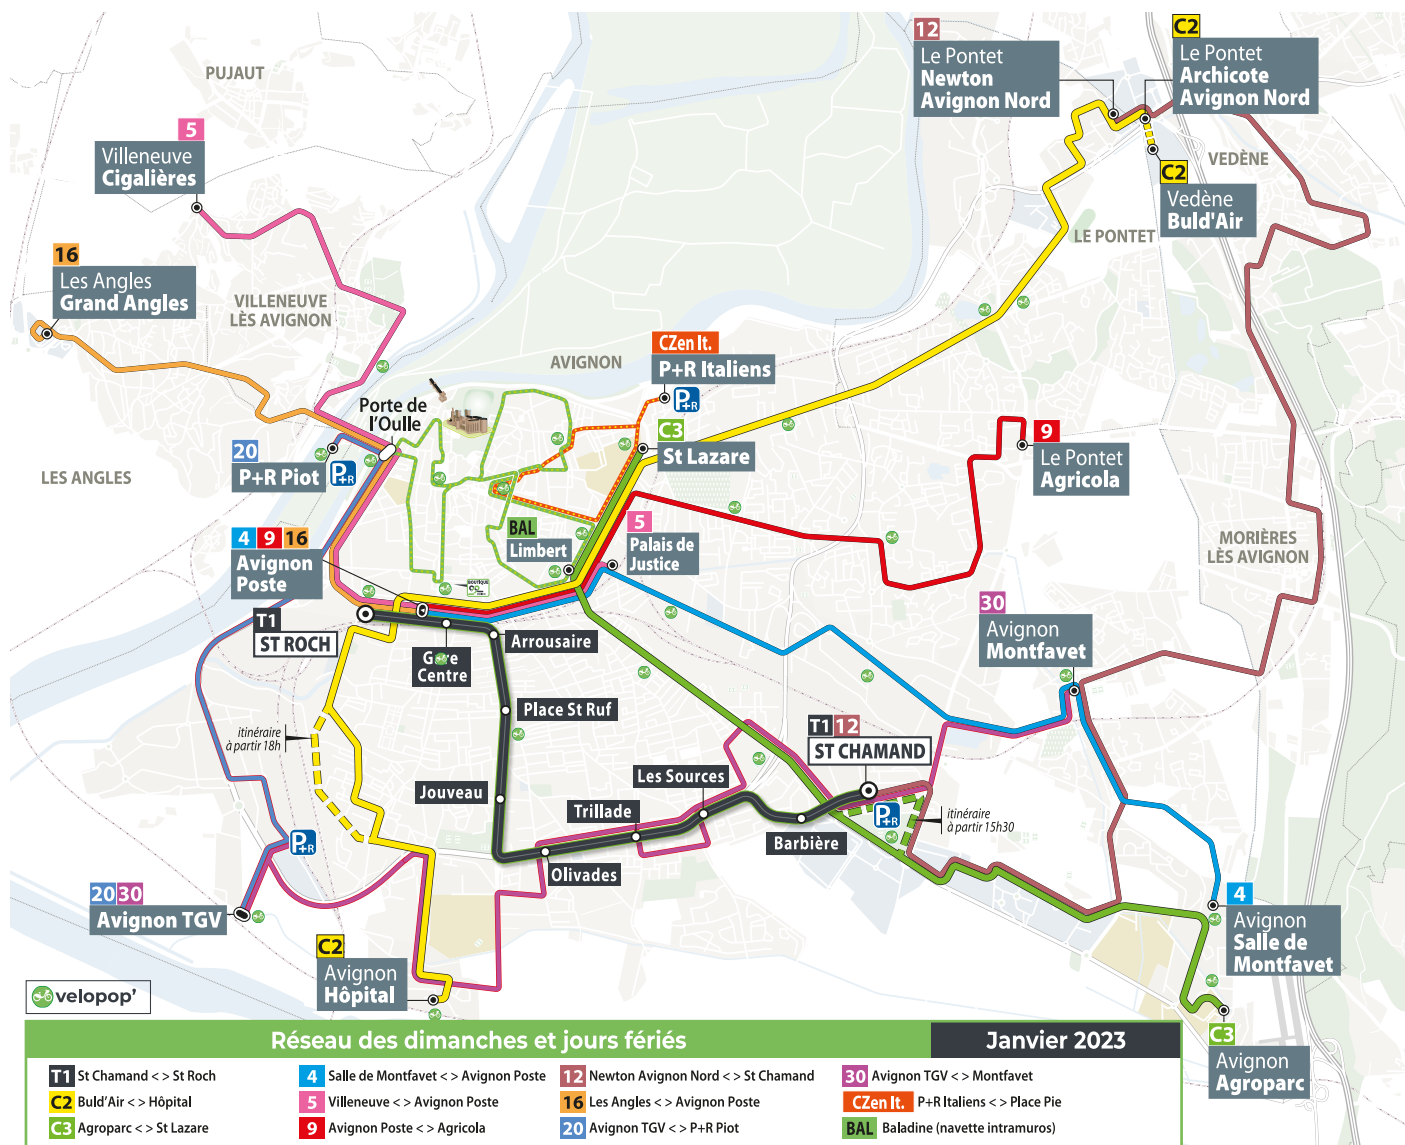 PUJAUT
5
Villeneuve
Cigalières
16
Les Angles
Grand Angles
VILLENEUVE
LÈS AVIGNON
LES ANGLES
12
Le Pontet
Newton
Avignon Nord
C2
Le Pontet
Archicote
Avignon Nord
VEDÈNE
C2
Vedène
Buld'Air
LE PONTET
AVIGNON
CZen It.
P+R Italiens
P+R
Porte de
l'Oulle
20
P+R Piot
P+R
C3
St Lazare
9
Le Pontet
Agricola
4 9 16
Avignon
Poste
BAL
Limbert
5
Palais de
Justice
BOUTIQUE
MORIÈRES
LÈS AVIGNON
T1
ST ROCH
Gare
Centre
Arrousaire
30
Avignon
Montfavet
Place St Ruf
itinéraire
à partir 18h
T1 12
ST CHAMAND
Les Sources
Jouveau
Trillade
P+R
itinéraire
à partir 15h30
Barbière
P+R
Olivades
20 30
Avignon TGV
4
Avignon
Salle de
Montfavet
C2
Avignon
Hôpital
velopop'
C3
Avignon
Agroparc
Réseau des dimanches et jours fériés
Janvier 2023
T1 St Chamand < > St Roch
C2 Buld'Air < > Hôpital
C3 Agroparc < > St Lazare
4 Salle de Montfavet < > Avignon Poste
5 Villeneuve < > Avignon Poste
9 Avignon Poste < > Agricola
12 Newton Avignon Nord < > St Chamand
16 Les Angles < > Avignon Poste
20 Avignon TGV < > P+R Piot
30 Avignon TGV < > Montfavet
CZen It. P+R Italiens < > Place Pie
BAL Baladine (navette intramuros)